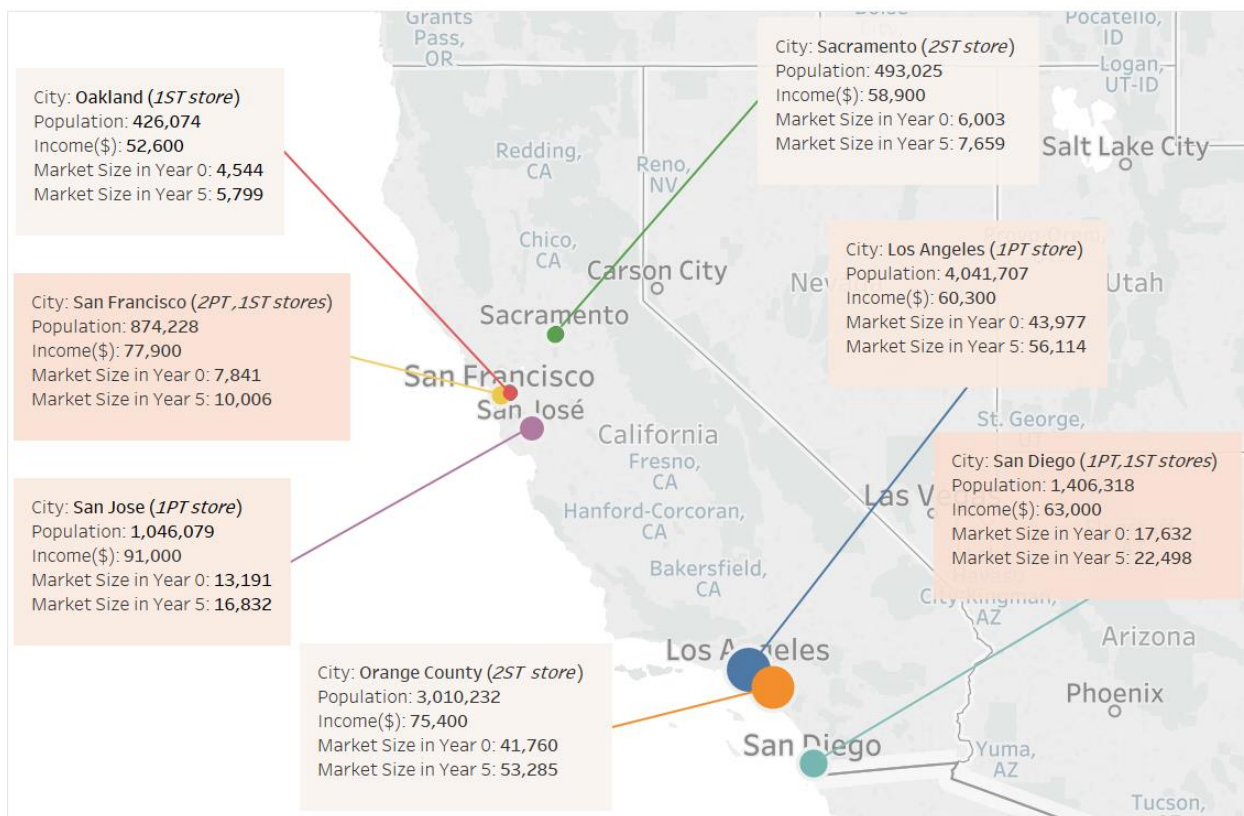 Grants
Pass,
OR
Pocatello,
ID
Logan,
UT-ID
City: Sacramento (2ST store)
Population: 493,025
Income($): 58,900
Market Size in Year 0: 6,003
Market Size in Year 5: 7,659
City: Oakland (1ST store)
Population: 426,074
Income($): 52,600
Market Size in Year 0: 4,544
Market Size in Year 5: 5,799
Redding,
CA
Reno,
NV
Salt Lake City
Chico,
CA
Carson City
Utah
City: Los Angeles (1PT store)
Population: 4,041,707
Income($): 60,300
Market Size in Year 0: 43,977
Market Size in Year 5: 56,114
City: San Francisco (2PT ,1ST stores)
Population: 874,228
Income($): 77,900
Market Size in Year 0: 7,841
Market Size in Year 5: 10,006
Sacramento
San Francisco
San José
California
Fresno,
CA
Hanford-Corcoran,
CA
Bakersfield,
CA
St. George,
UT
Las Vegas
City: San Diego (1PT,1ST stores)
Population: 1,406,318
Income($): 63,000
Market Size in Year 0: 17,632
Market Size in Year 5: 22,498
City: San Jose (1PT store)
Population: 1,046,079
Income($): 91,000
Market Size in Year 0: 13,191
Market Size in Year 5: 16,832
City-Kingman,
AZ
Arizona
Los Angeles
Phoenix
City: Orange County (2ST store)
Population: 3,010,232
Income($): 75,400
Market Size in Year 0: 41,760
Market Size in Year 5: 53,285
San Diego
Yuma,
AZ
Tucson,